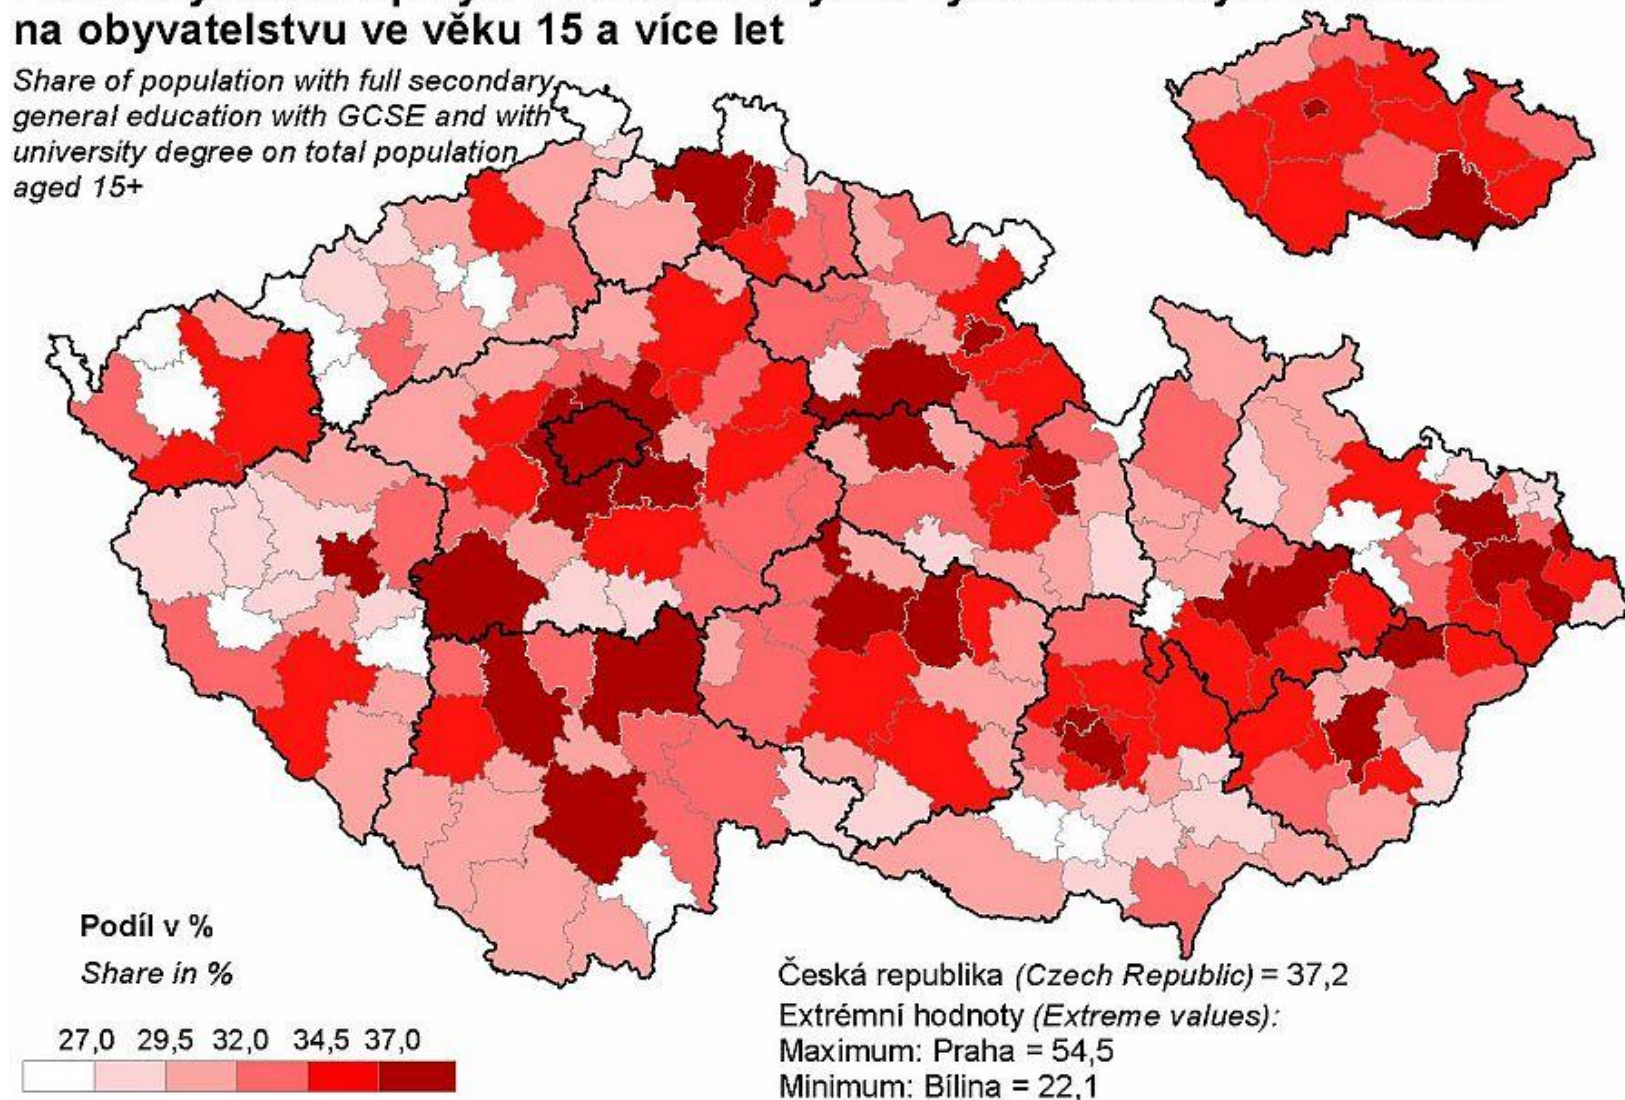 na obyvatelstvu ve věku 15 a více let
Share of population with full secondary
general education with GCSE and with
university degree on total population
aged 15+
Podíl v %
Share in %
27,0 29,5 32,0 34,5 37,0
Česká republika (Czech Republic) = 37,2
Extrémní hodnoty (Extreme values):
Maximum: Praha = 54,5
Minimum: Bílina = 22,1